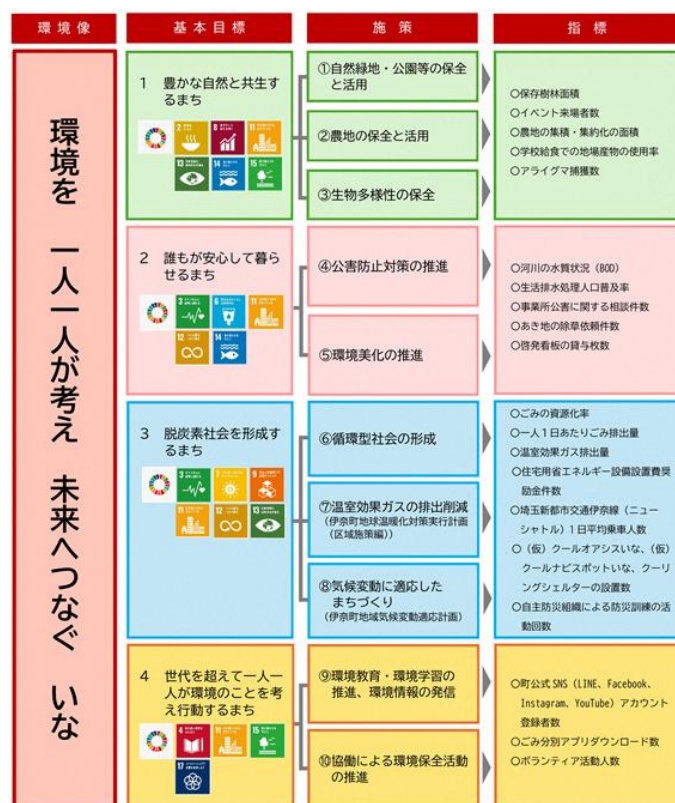 環境像
基本目標
施策
指標
環境を 一人一人が考え 未来へつなぐ いな
1 豊かな自然と共生す
るまち
①自然緑地・公園等の保全
と活用
②農地の保全と活用
③生物多様性の保全
○保存樹林面積
○イベント来場者数
○農地の集積・集約化の面積
○学校給食での地場産物の使用率
○アライグマ捕獲数
2 誰もが安心して暮ら
せるまち
④公害防止対策の推進
⑤環境美化の推進
○河川の水質状況（BOD）
○生活排水処理人口普及率
○事業所公害に関する相談件数
○あき地の除草依頼件数
○啓発看板の貸与枚数
3 脱炭素社会を形成す
るまち
⑥循環型社会の形成
⑦温室効果ガスの排出削減
（伊奈町地球温暖化対策実行計画
（区域施策編））
⑧気候変動に適応した
まちづくり
（伊奈町地域気候変動適応計画）
○ごみの資源化率
○一人１日あたりごみ排出量
○温室効果ガス排出量
○住宅用省エネルギー設備設置費奨
励金件数
○埼玉新都市交通伊奈線（ニュー
シャトル）１日平均乗車人数
○（仮）クールオアシスいな、（仮）
クールナビスポットいな、クーリ
ングシェルターの設置数
○自主防災組織による防災訓練の活
動回数
4 世代を超えて一人一
人が環境のことを考
え行動するまち
⑨環境教育・環境学習の
推進、環境情報の発信
⑩協働による環境保全活動
の推進
○町公式 SNS（LINE、Facebook、
Instagram、YouTube）アカウント
登録者数
○ごみ分別アプリダウンロード数
○ボランティア活動人数